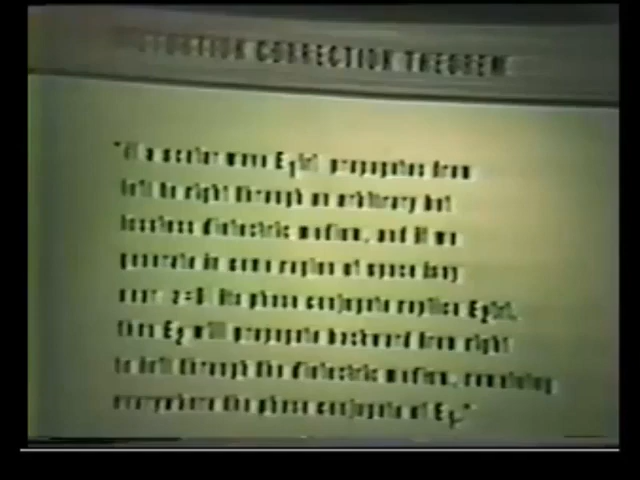 DISTORTION CORRECTION THEOREM
"If a scalar wave E1(r) propagates from
left to right through an arbitrary but
lossless dielectric medium, and if we
generate in some region of space (say
near z=0) its phase conjugate replica E2(r),
then E2 will propagate backward from right
to left through the dielectric medium, remaining
everywhere the phase conjugate of E1."